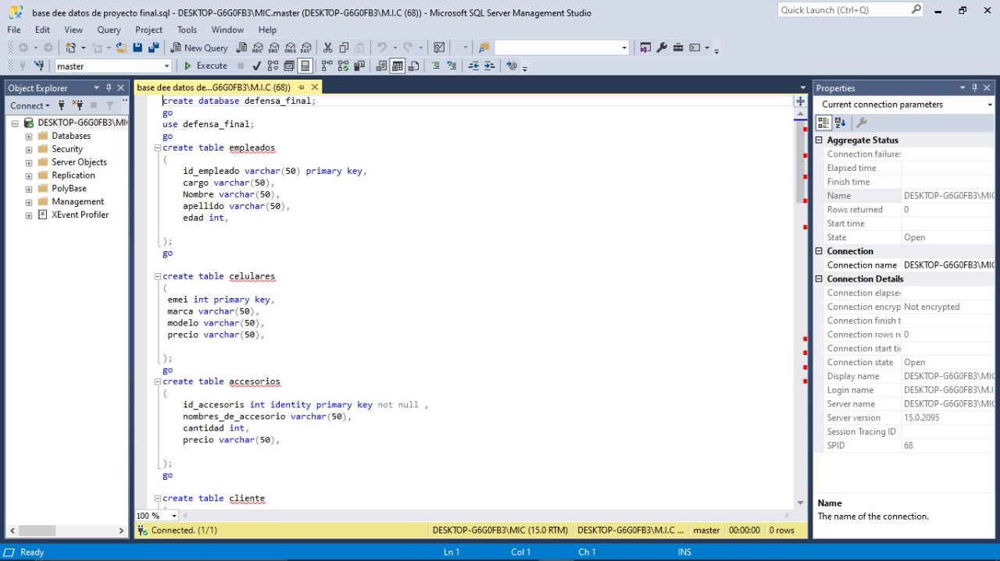 base dee datos de proyecto final.sql - DESKTOP-G6G0FB3\MIC.master (DESKTOP-G6G0FB3\M.I.C (68)) - Microsoft SQL Server Management Studio
Quick Launch (Ctrl+Q)
File Edit View Query Project Tools Window Help
New Query
master Execute
Object Explorer
Connect
DESKTOP-G6G0FB3\MI
Databases
Security
Server Objects
Replication
PolyBase
Management
XEvent Profiler
base dee datos de...G6G0FB3\M.I.C (68))
create database defensa_final;
go
use defensa_final;
go
create table empleados
(
id_empleado varchar(50) primary key,
cargo varchar(50),
Nombre varchar(50),
apellido varchar(50),
edad int,
);
go
create table celulares
(
emei int primary key,
marca varchar(50),
modelo varchar(50),
precio varchar(50),
);
go
create table accesorios
(
id_accesoris int identity primary key not null ,
nombres_de_accesorio varchar(50),
cantidad int,
precio varchar(50),
);
go
create table cliente
(
100 %
Connected. (1/1) DESKTOP-G6G0FB3\MIC (15.0 RTM) DESKTOP-G6G0FB3\M.I.C ... master 00:00:00 0 rows
Properties
Current connection parameters
Aggregate Status
Connection failures
Elapsed time
Finish time
Name DESKTOP-G6G0FB3\MIC
Rows returned 0
Start time
State Open
Connection
Connection name DESKTOP-G6G0FB3\MIC
Connection Details
Connection elapse
Connection encryp Not encrypted
Connection finish t
Connection rows re 0
Connection start ti
Connection state Open
Display name DESKTOP-G6G0FB3\MIC
Login name DESKTOP-G6G0FB3\M.I
Server name DESKTOP-G6G0FB3\MIC
Server version 15.0.2095
Session Tracing ID
SPID 68
Name
The name of the connection.
Ready Ln 1 Col 1 Ch 1 INS